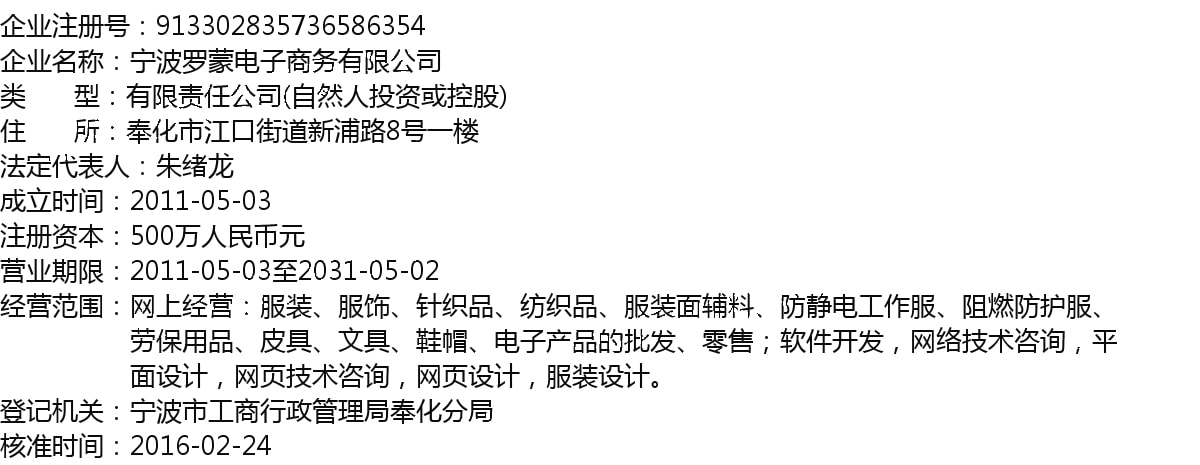 企业注册号：913302835736586354
企业名称：宁波罗蒙电子商务有限公司
类 型：有限责任公司(自然人投资或控股)
住 所：奉化市江口街道新浦路8号一楼
法定代表人：朱绪龙
成立时间：2011-05-03
注册资本：500万人民币元
营业期限：2011-05-03至2031-05-02
经营范围：网上经营：服装、服饰、针织品、纺织品、服装面辅料、防静电工作服、阻燃防护服、
劳保用品、皮具、文具、鞋帽、电子产品的批发、零售；软件开发，网络技术咨询，平
面设计，网页技术咨询，网页设计，服装设计。
登记机关：宁波市工商行政管理局奉化分局
核准时间：2016-02-24